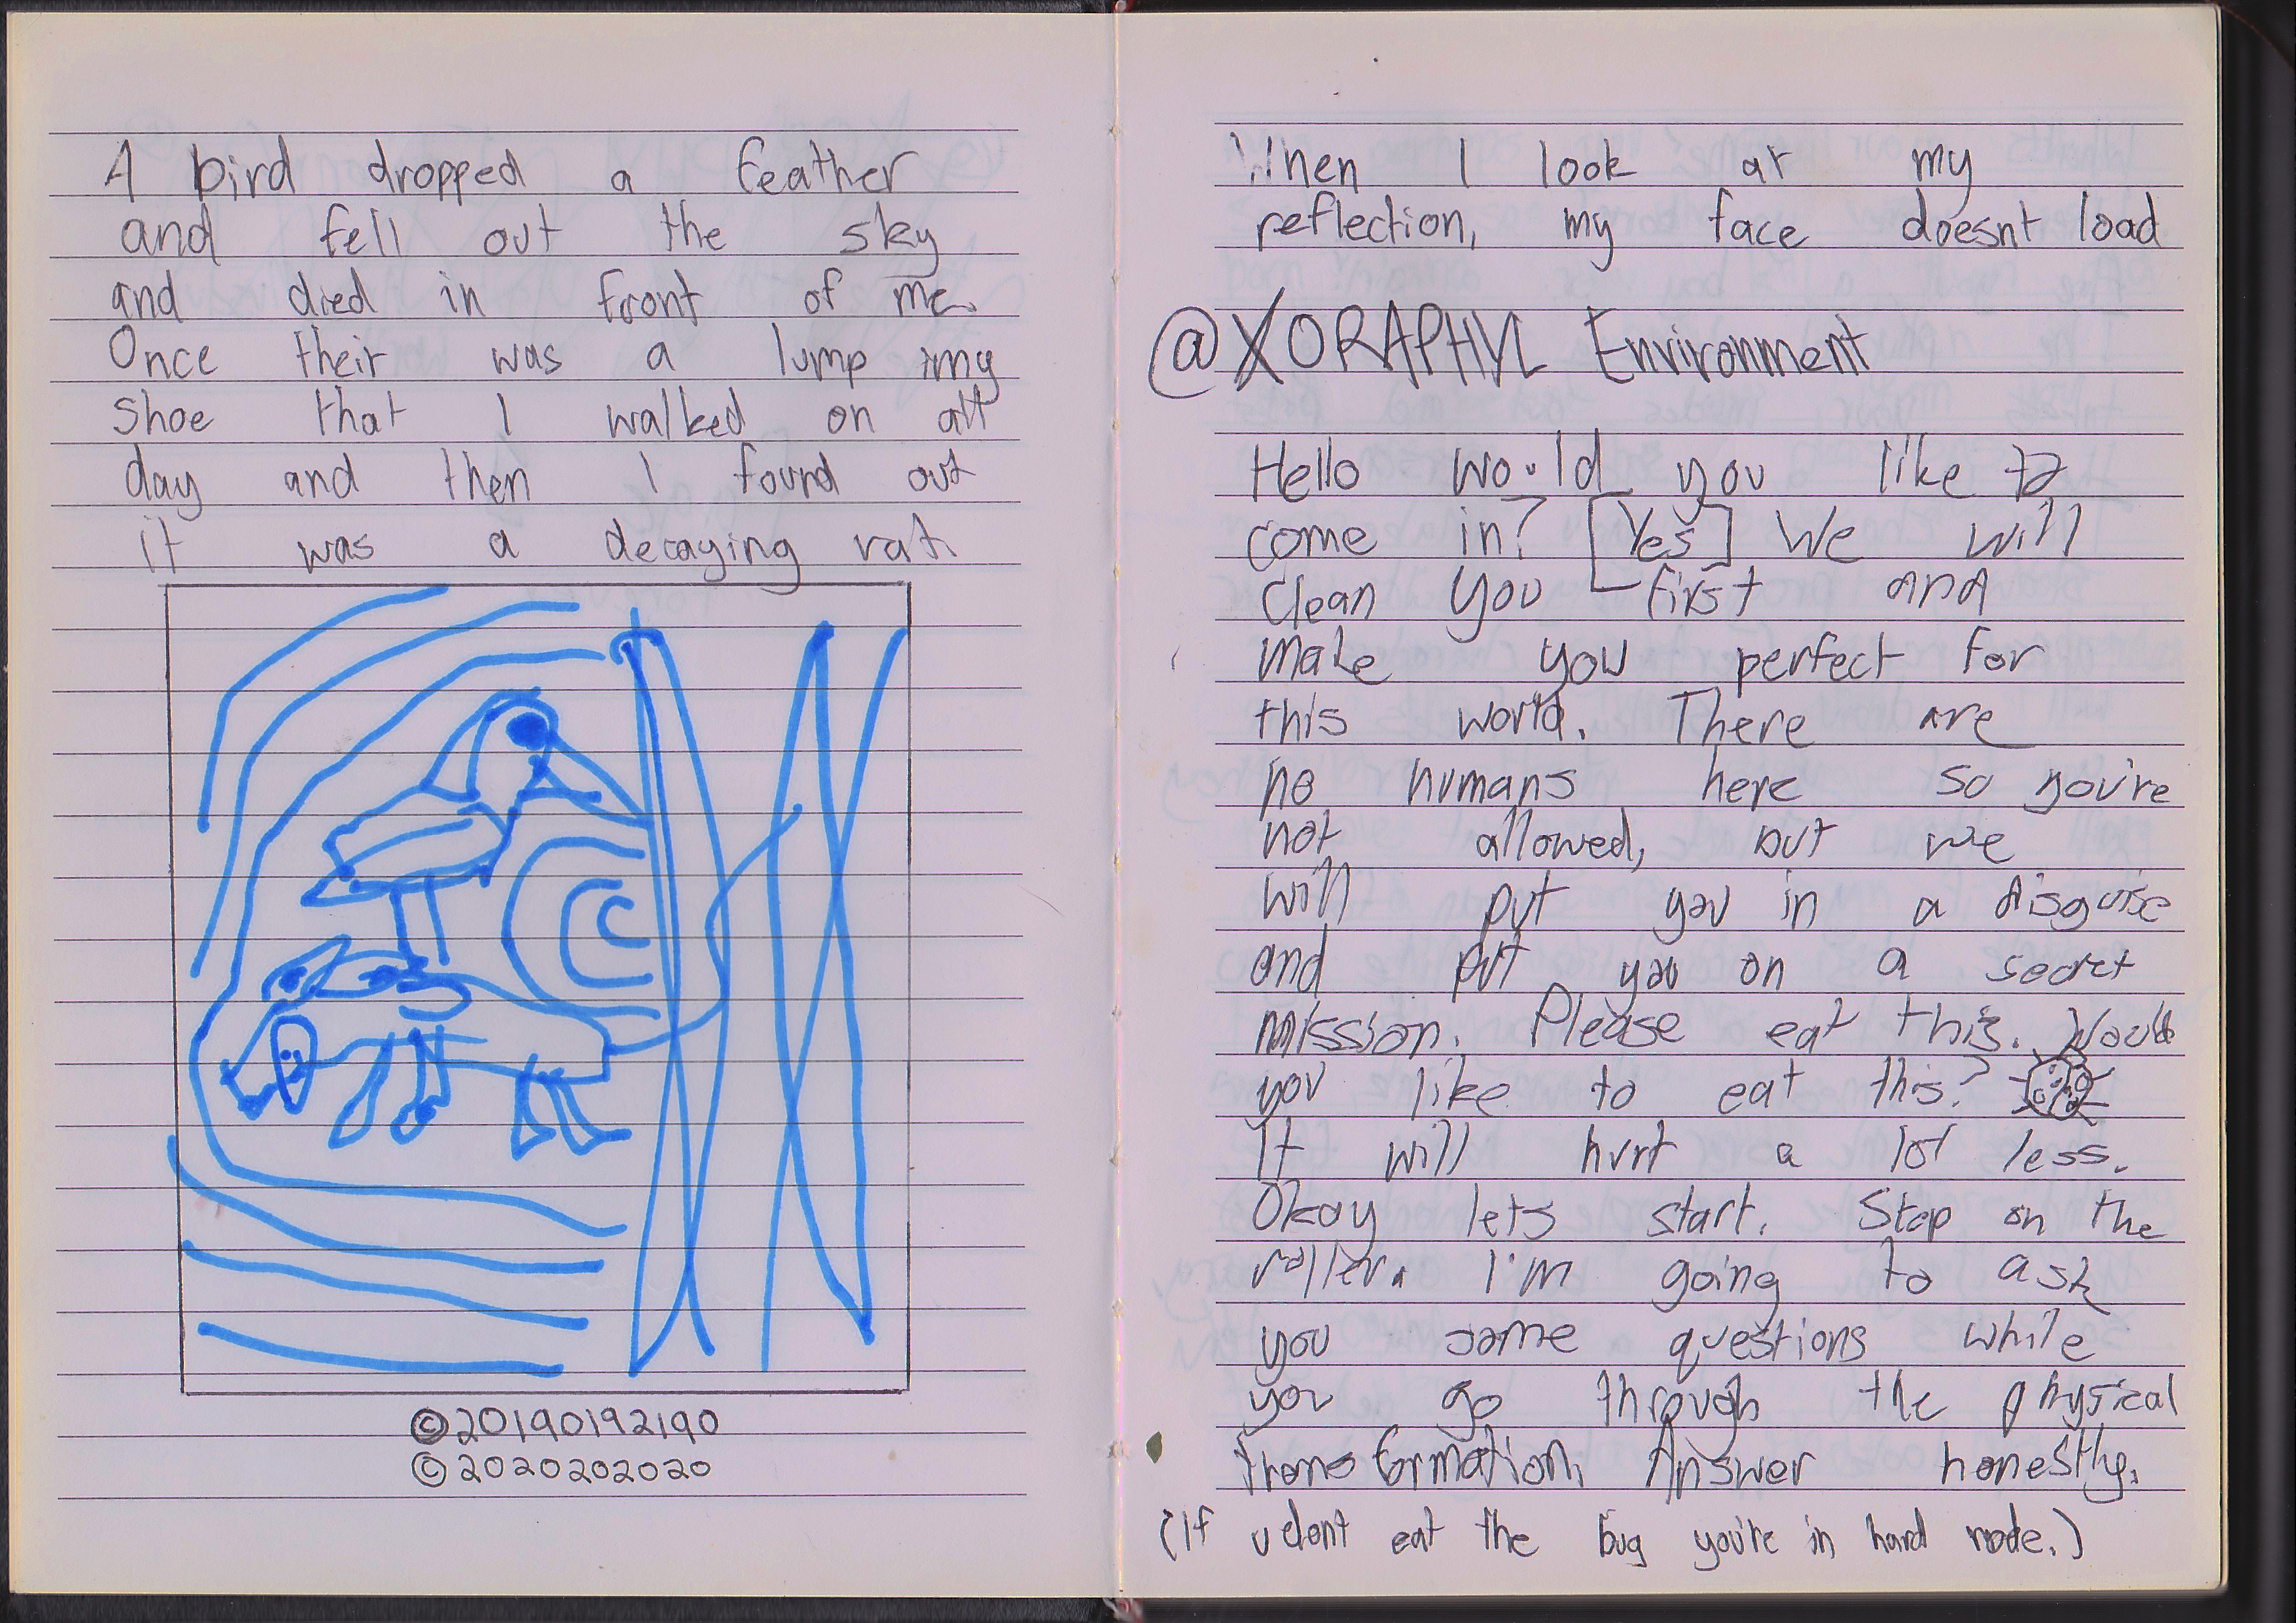 A bird dropped a feather
and fell out the sky
and died in front of me.
Once their was a lump imy
shoe that I walked on all
day and then I found out
it was a decaying rat.
©20190192190
©2020202020
When I look at my
reflection, my face doesnt load
@XORAPHYL Environment
Hello would you like to
come in? [Yes] We will
clean you first and
make you perfect for
this world. There are
no humans here so you're
not allowed, but we
will put you in a disguise
and put you on a secret
mission. Please eat this. Would
you like to eat this?
It will hurt a lot less.
Okay lets start. Step on the
roller. I'm going to ask
you some questions while
you go through the physical
transformation. Answer honestly.
(If u dont eat the bug you're in hard mode.)